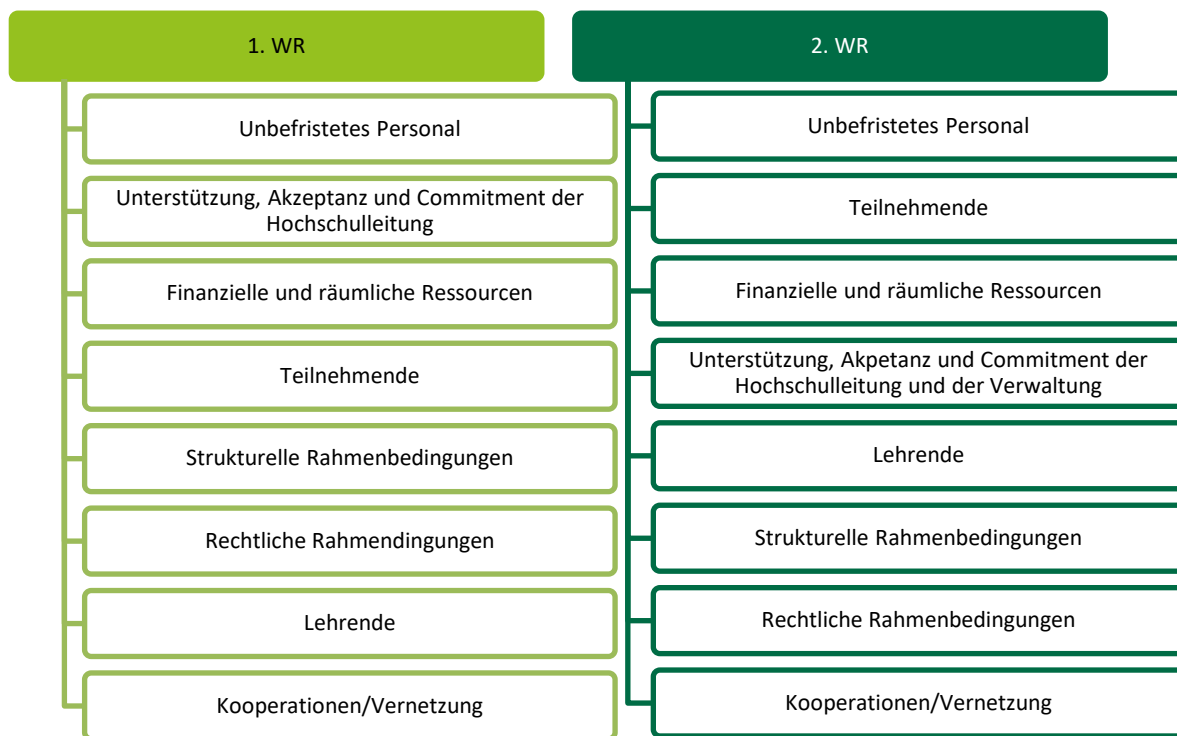 1. WR
Unbefristetes Personal
Unterstützung, Akzeptanz und Commitment der
Hochschulleitung
Finanzielle und räumliche Ressourcen
Teilnehmende
Strukturelle Rahmenbedingungen
Rechtliche Rahmendingungen
Lehrende
Kooperationen/Vernetzung
2. WR
Unbefristetes Personal
Teilnehmende
Finanzielle und räumliche Ressourcen
Unterstützung, Akpetanz und Commitment der
Hochschulleitung und der Verwaltung
Lehrende
Strukturelle Rahmenbedingungen
Rechtliche Rahmenbedingungen
Kooperationen/Vernetzung